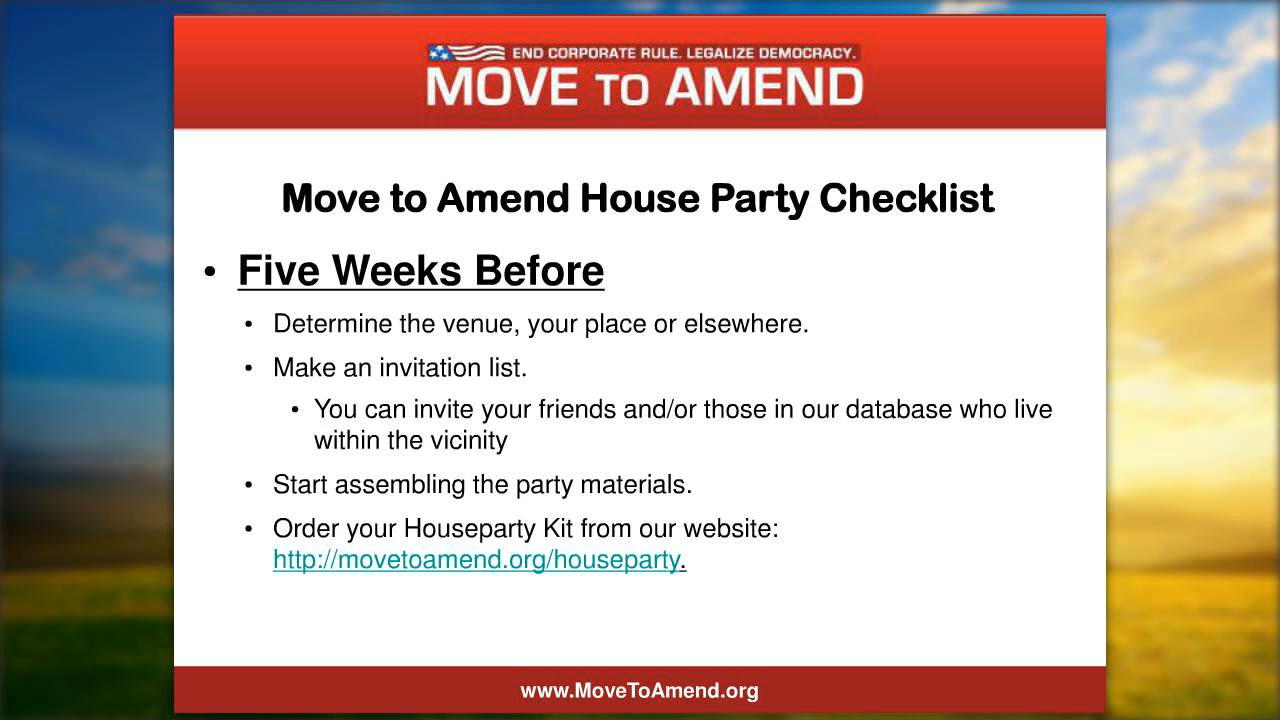 END CORPORATE RULE. LEGALIZE DEMOCRACY.
MOVE TO AMEND
Move to Amend House Party Checklist
• Five Weeks Before
• Determine the venue, your place or elsewhere.
• Make an invitation list.
• You can invite your friends and/or those in our database who live
within the vicinity
• Start assembling the party materials.
• Order your Houseparty Kit from our website:
http://movetoamend.org/houseparty.
www.MoveToAmend.org